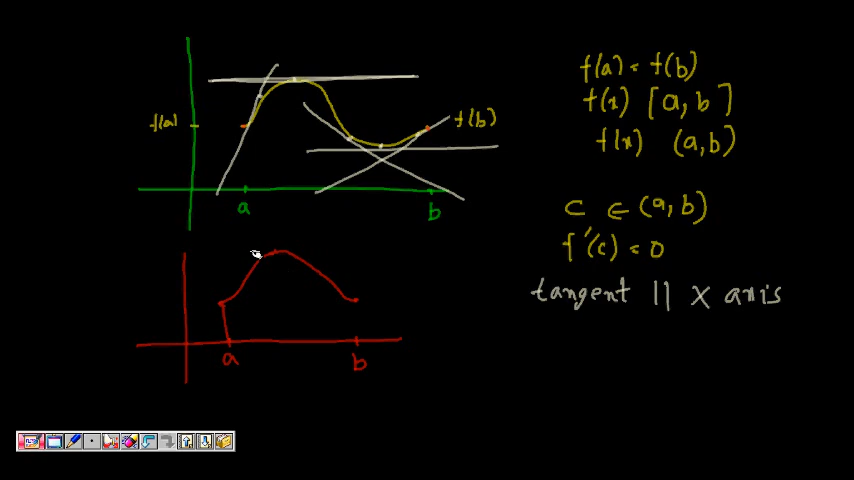 f(a) = f(b)
f(x) [a, b]
f(x) (a, b)
f(a)
f(b)
a
b
c ∈ (a, b)
f'(c) = 0
tangent || X axis
a
b